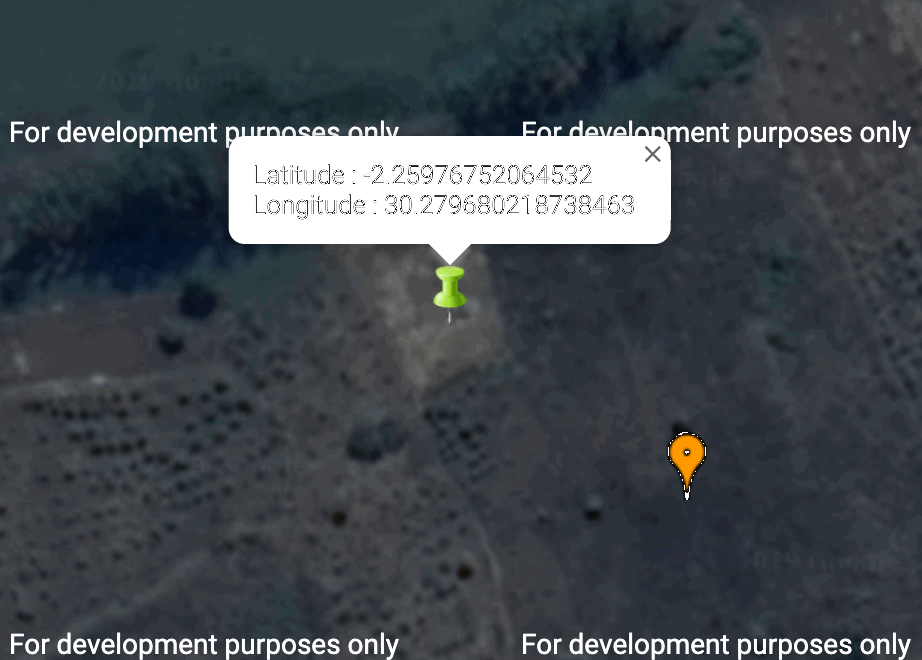 For development purposes only
For development purposes only
Latitude : -2.25976752064532
Longitude : 30.279680218738463
For development purposes only
For development purposes only